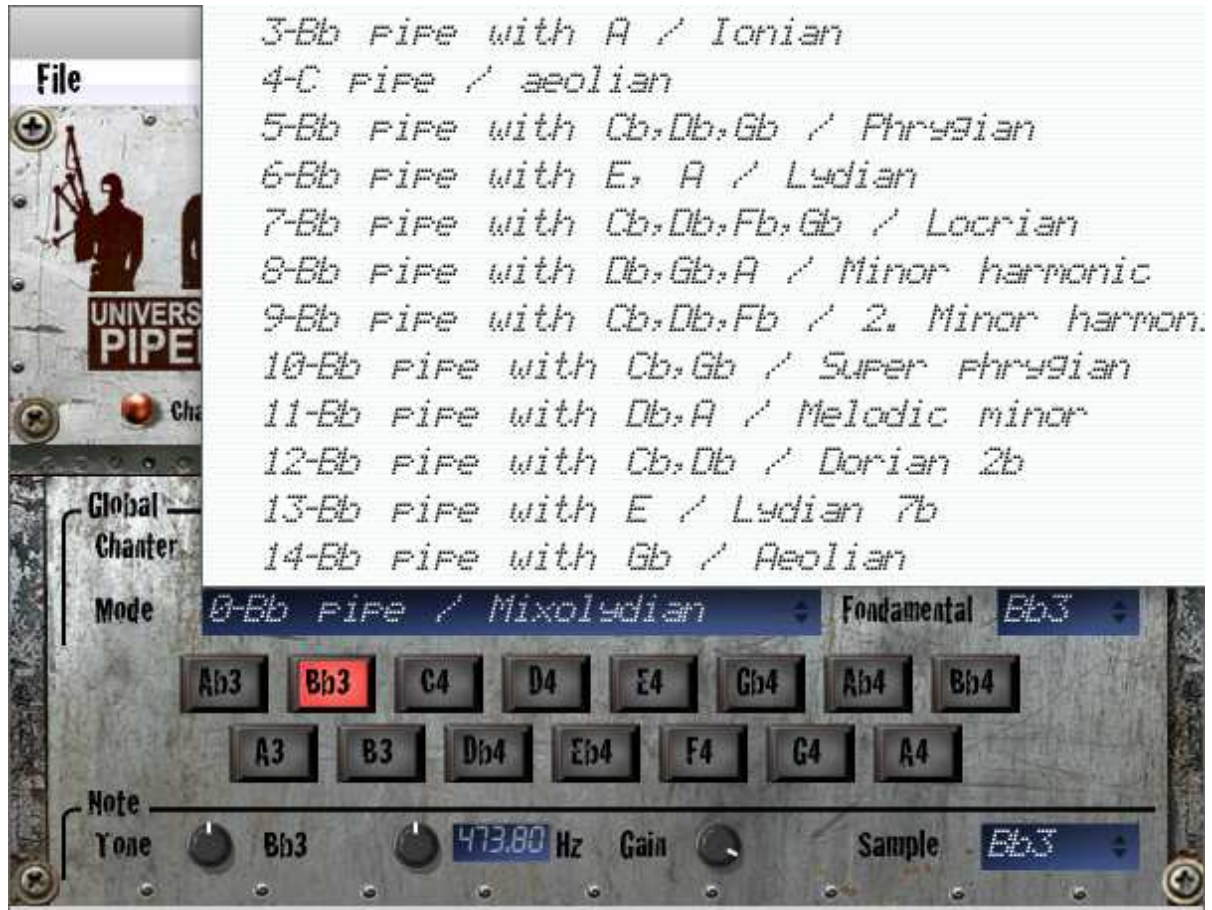 3-Bb pipe with A / Ionian
File
4-C pipe / aeolian
5-Bb pipe with Cb,Db,Gb / Phrygian
6-Bb pipe with E, A / Lydian
7-Bb pipe with Cb,Db,Fb,Gb / Locrian
8-Bb pipe with Db,Gb,A / Minor harmonic
UNIVERS
9-Bb pipe with Cb,Db,Fb / 2. Minor harmoni
PIPE
10-Bb pipe with Cb,Gb / Super phrygian
Cha
11-Bb pipe with Db,A / Melodic minor
12-Bb pipe with Cb,Db / Dorian 2b
Global
13-Bb pipe with E / Lydian 7b
Chanter
14-Bb pipe with Gb / Aeolian
Mode 0-Bb pipe / Mixolydian Fondamental Bb3
Ab3 Bb3 C4 D4 E4 Gb4 Ab4 Bb4
A3 B3 Db4 Eb4 F4 G4 A4
Note
Tone Bb3 473.80 Hz Gain Sample Bb3